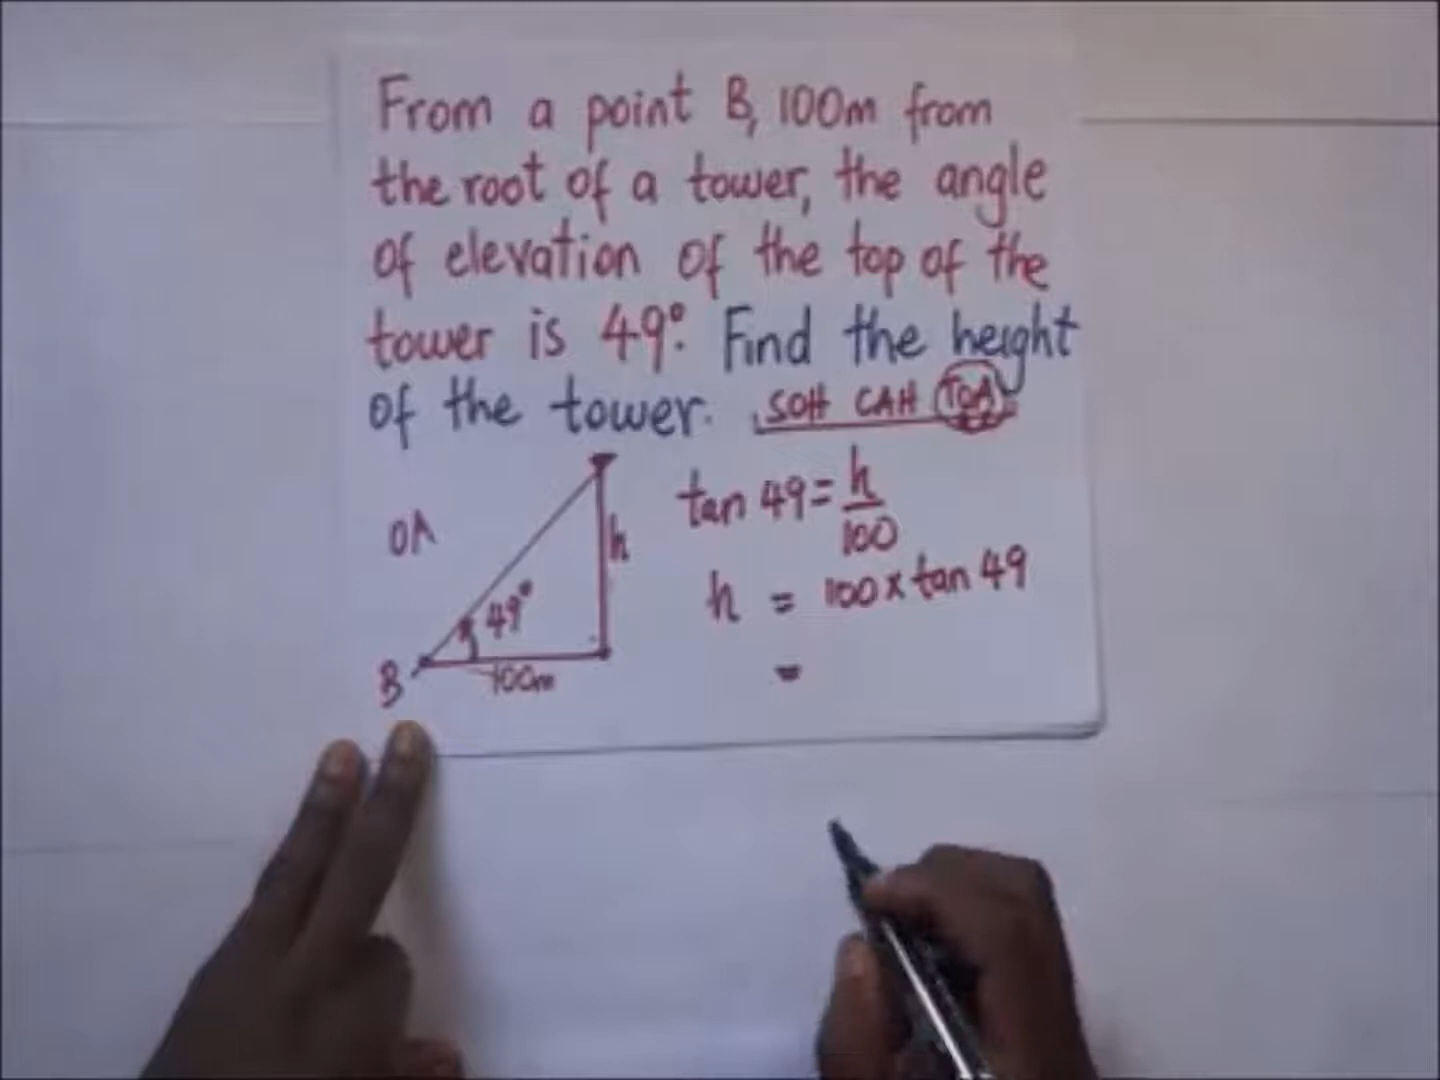 From a point B, 100m from
the root of a tower, the angle
of elevation of the top of the
tower is 49°. Find the height
of the tower. SOH CAH TOA
OA
h
49°
B
100m
tan 49 = h/100
h = 100 x tan 49
=